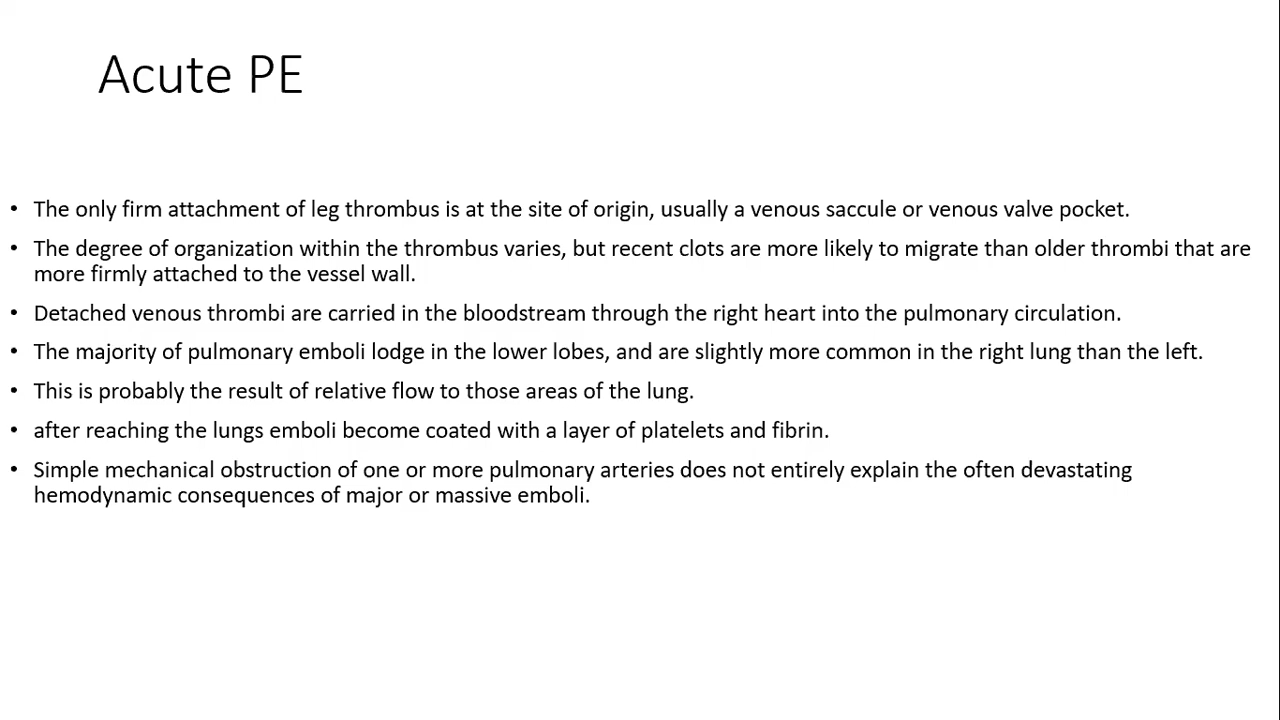 Acute PE
• The only firm attachment of leg thrombus is at the site of origin, usually a venous saccule or venous valve pocket.
• The degree of organization within the thrombus varies, but recent clots are more likely to migrate than older thrombi that are
more firmly attached to the vessel wall.
• Detached venous thrombi are carried in the bloodstream through the right heart into the pulmonary circulation.
• The majority of pulmonary emboli lodge in the lower lobes, and are slightly more common in the right lung than the left.
• This is probably the result of relative flow to those areas of the lung.
• after reaching the lungs emboli become coated with a layer of platelets and fibrin.
• Simple mechanical obstruction of one or more pulmonary arteries does not entirely explain the often devastating
hemodynamic consequences of major or massive emboli.